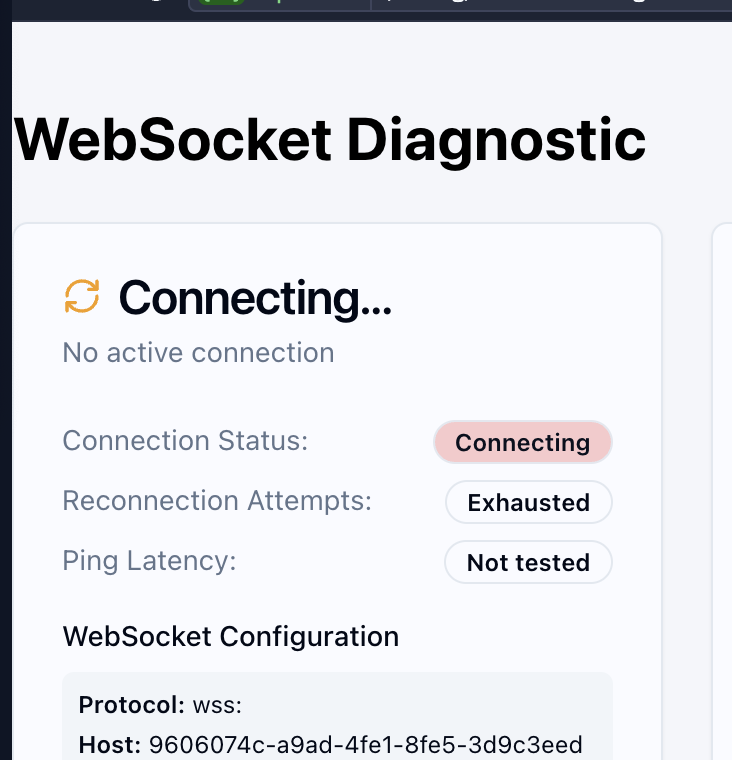 WebSocket Diagnostic
Connecting...
No active connection
Connection Status: Connecting
Reconnection Attempts: Exhausted
Ping Latency: Not tested
WebSocket Configuration
Protocol: wss:
Host: 9606074c-a9ad-4fe1-8fe5-3d9c3eed